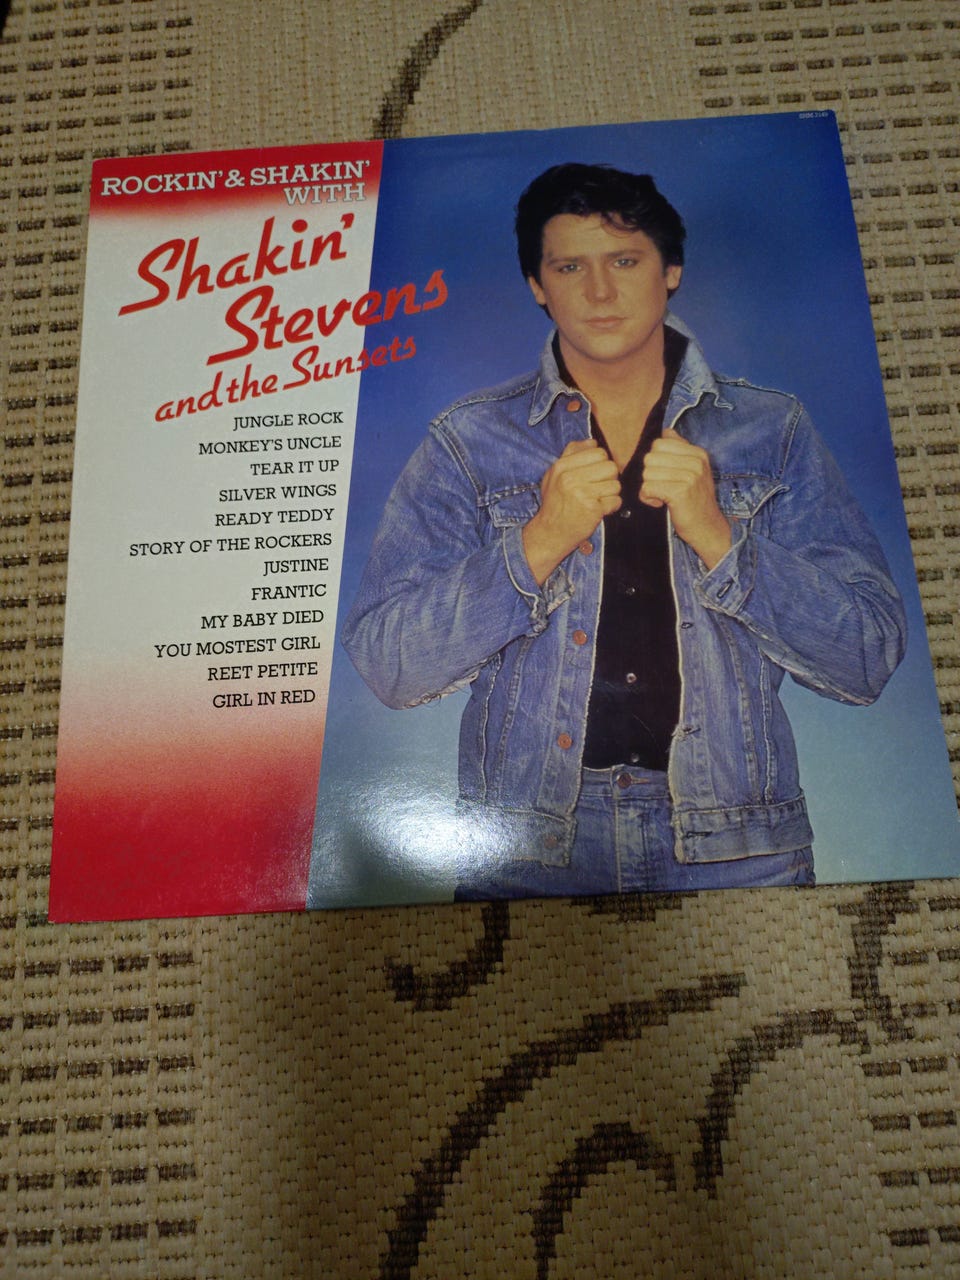 ROCKIN' & SHAKIN'
WITH
Shakin'
Stevens
and the Sunsets
JUNGLE ROCK
MONKEY'S UNCLE
TEAR IT UP
SILVER WINGS
READY TEDDY
STORY OF THE ROCKERS
JUSTINE
FRANTIC
MY BABY DIED
YOU MOSTEST GIRL
REET PETITE
GIRL IN RED